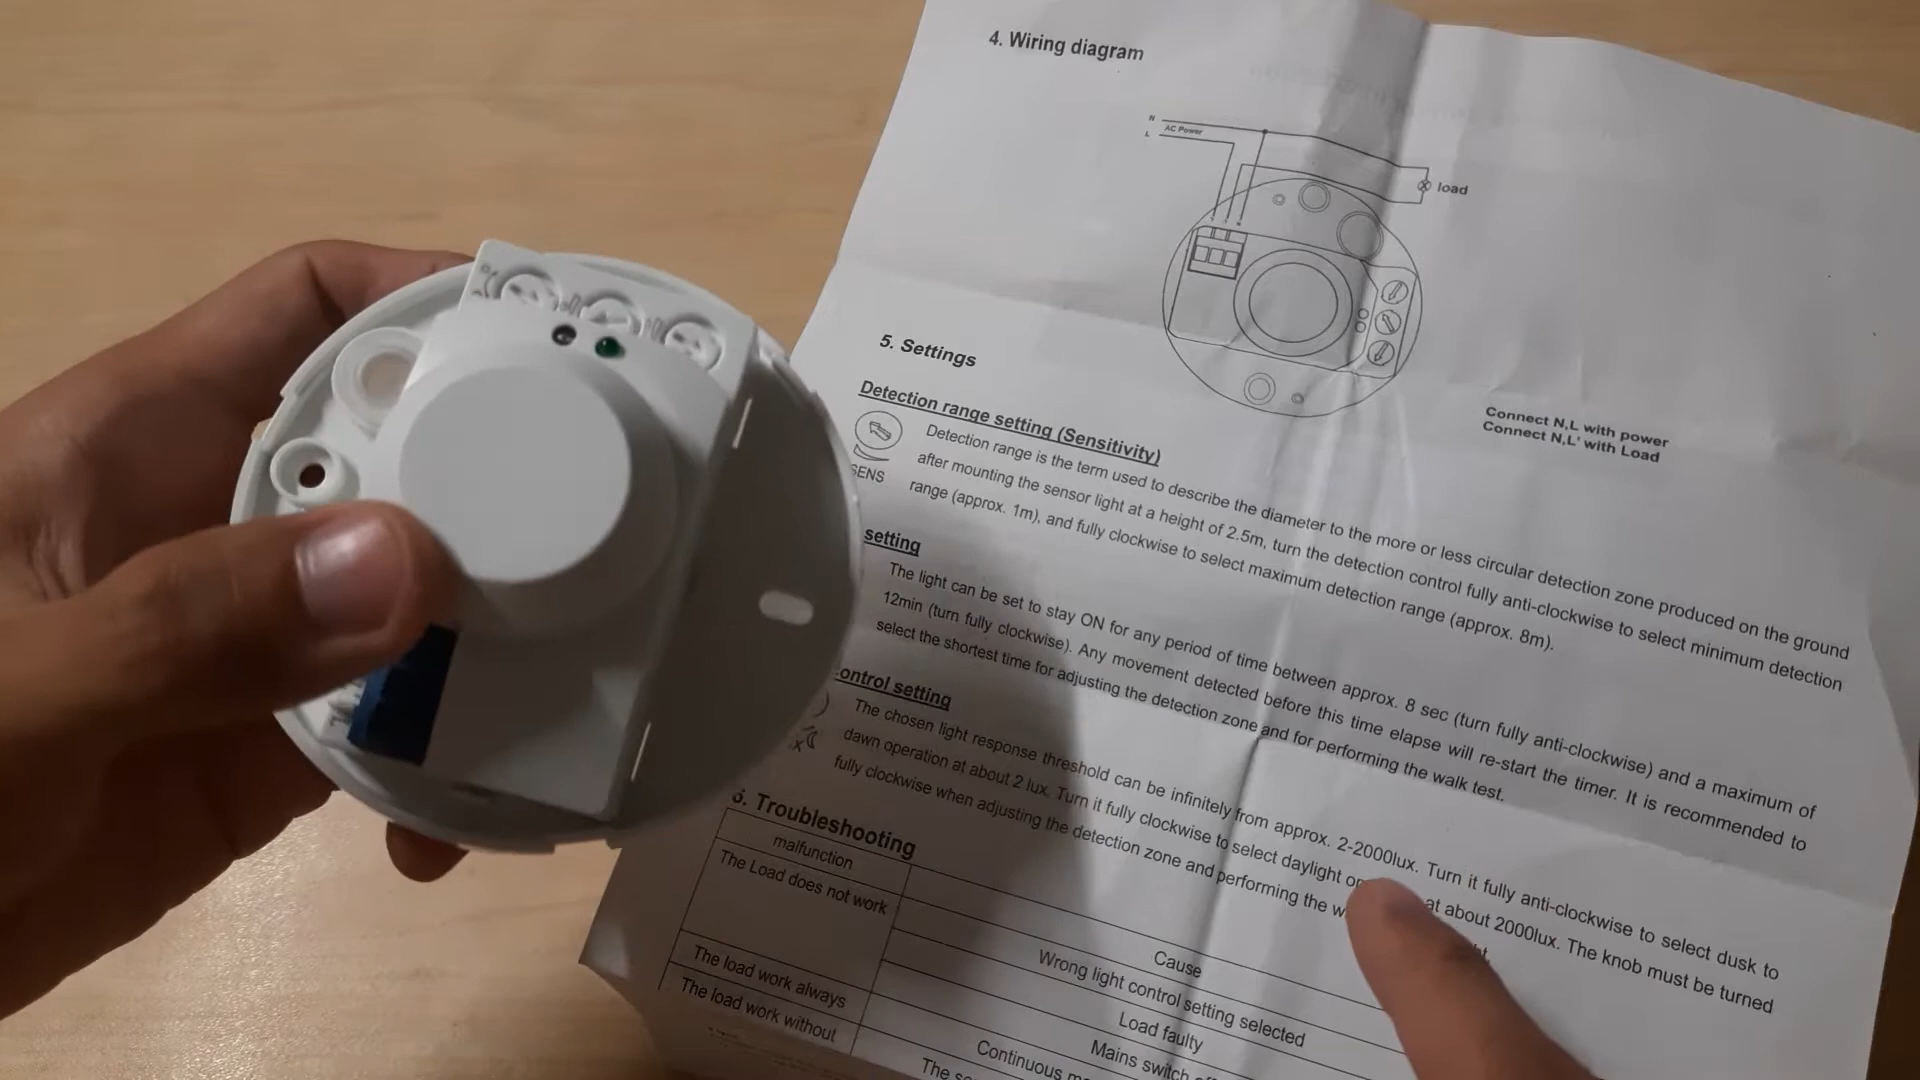 4. Wiring diagram
N
L
AC Power
load
Connect N,L with power
Connect N,L' with Load
5. Settings
Detection range setting (Sensitivity)
SENS
Detection range is the term used to describe the diameter to the more or less circular detection zone produced on the ground
after mounting the sensor light at a height of 2.5m, turn the detection control fully anti-clockwise to select minimum detection
range (approx. 1m), and fully clockwise to select maximum detection range (approx. 8m).
setting
The light can be set to stay ON for any period of time between approx. 8 sec (turn fully anti-clockwise) and a maximum of
12min (turn fully clockwise). Any movement detected before this time elapse will re-start the timer. It is recommended to
select the shortest time for adjusting the detection zone and for performing the walk test.
ontrol setting
The chosen light response threshold can be infinitely from approx. 2-2000lux. Turn it fully anti-clockwise to select dusk to
dawn operation at about 2 lux. Turn it fully clockwise to select daylight at about 2000lux. The knob must be turned
fully clockwise when adjusting the detection zone and performing the
6. Troubleshooting
malfunction
Cause
The Load does not work
Wrong light control setting selected
Load faulty
Mains switch
The load work always
Continuous
The load work without
The